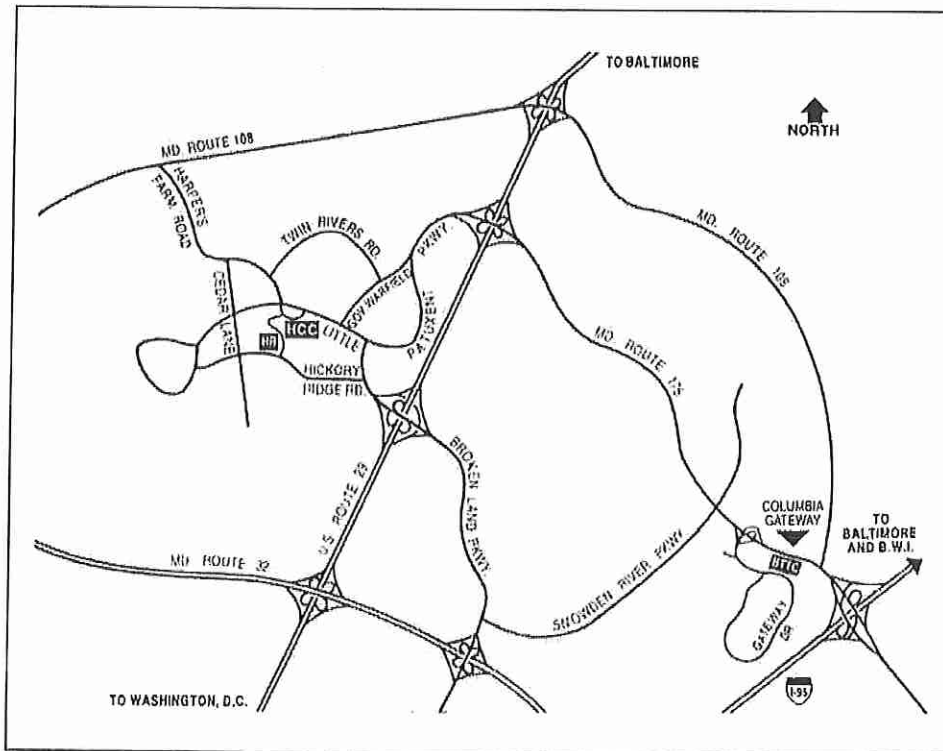 TO BALTIMORE
NORTH
MD. ROUTE 108
HARPER'S
FARM. ROAD
TWIN RIVERS RD.
PKWY.
GOV WARFIELD
MD. ROUTE 108
CEDAR LANE
HCC
LITTLE
PATUXENT
MD. ROUTE 175
HICKORY
RIDGE RD.
BROKEN LAND PKWY.
U.S. ROUTE 29
COLUMBIA
GATEWAY
TO
BALTIMORE
AND B.W.I.
MD. ROUTE 32
SNOWDEN RIVER PKWY
BTTC
GATEWAY
DR.
TO WASHINGTON, D.C.
I-95